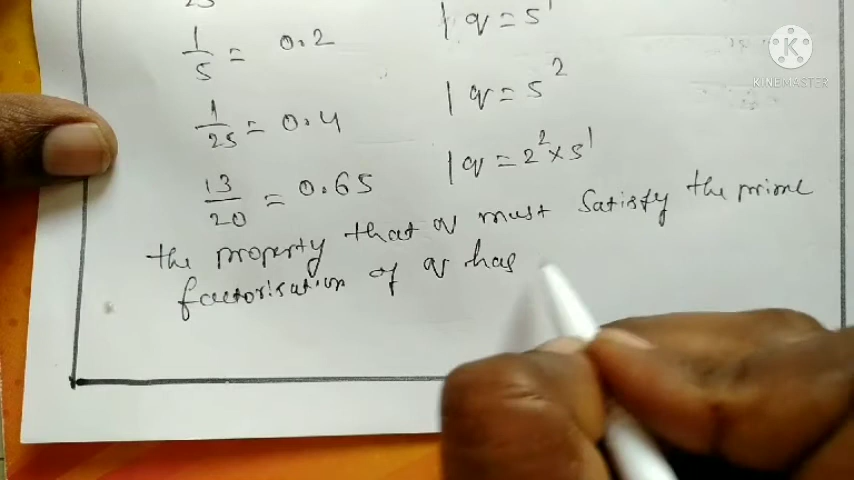 1/5 = 0.2 | q = 5¹
1/25 = 0.4 | q = 5²
13/20 = 0.65 | q = 2² × 5¹
the property that q must satisfy the prime
factorisation of q has
K
KINEMASTER